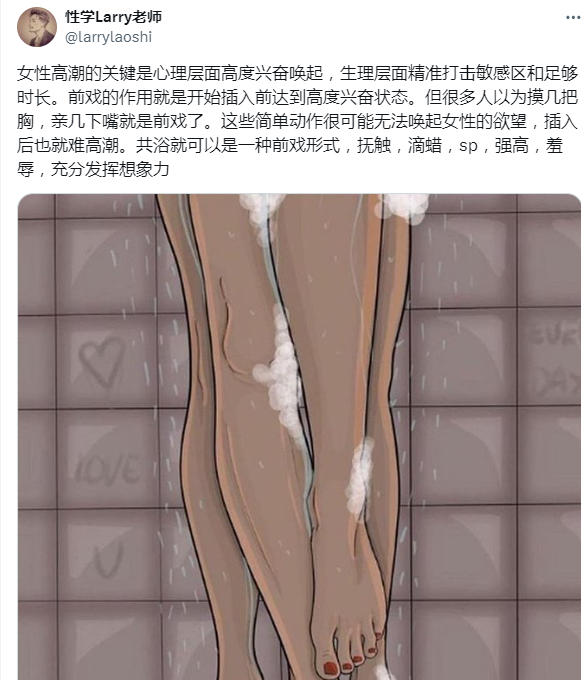 性学Larry老师
@larrylaoshi
女性高潮的关键是心理层面高度兴奋唤起，生理层面精准打击敏感区和足够
时长。前戏的作用就是开始插入前达到高度兴奋状态。但很多人以为摸几把
胸，亲几下嘴就是前戏了。这些简单动作很可能无法唤起女性的欲望，插入
后也就难高潮。共浴就可以是一种前戏形式，抚触，滴蜡，sp，强高，羞
辱，充分发挥想象力
LOVE
U